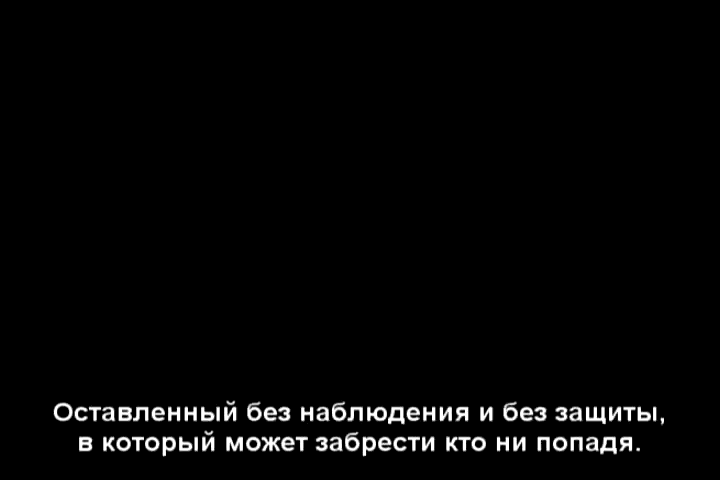 Оставленный без наблюдения и без защиты,
в который может забрести кто ни попадя.